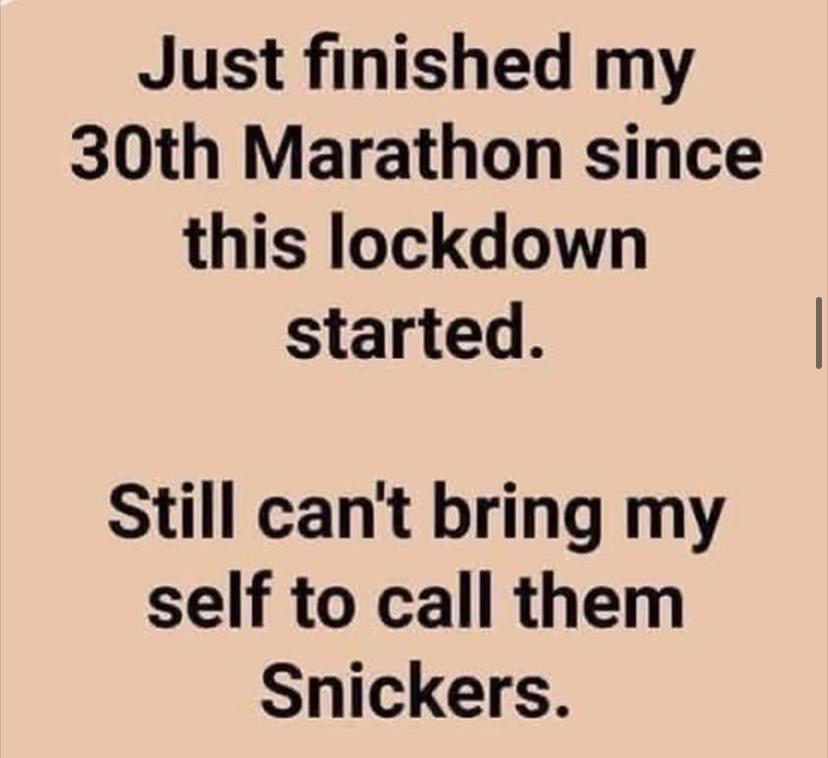 Just finished my
30th Marathon since
this lockdown
started.
Still can't bring my
self to call them
Snickers.